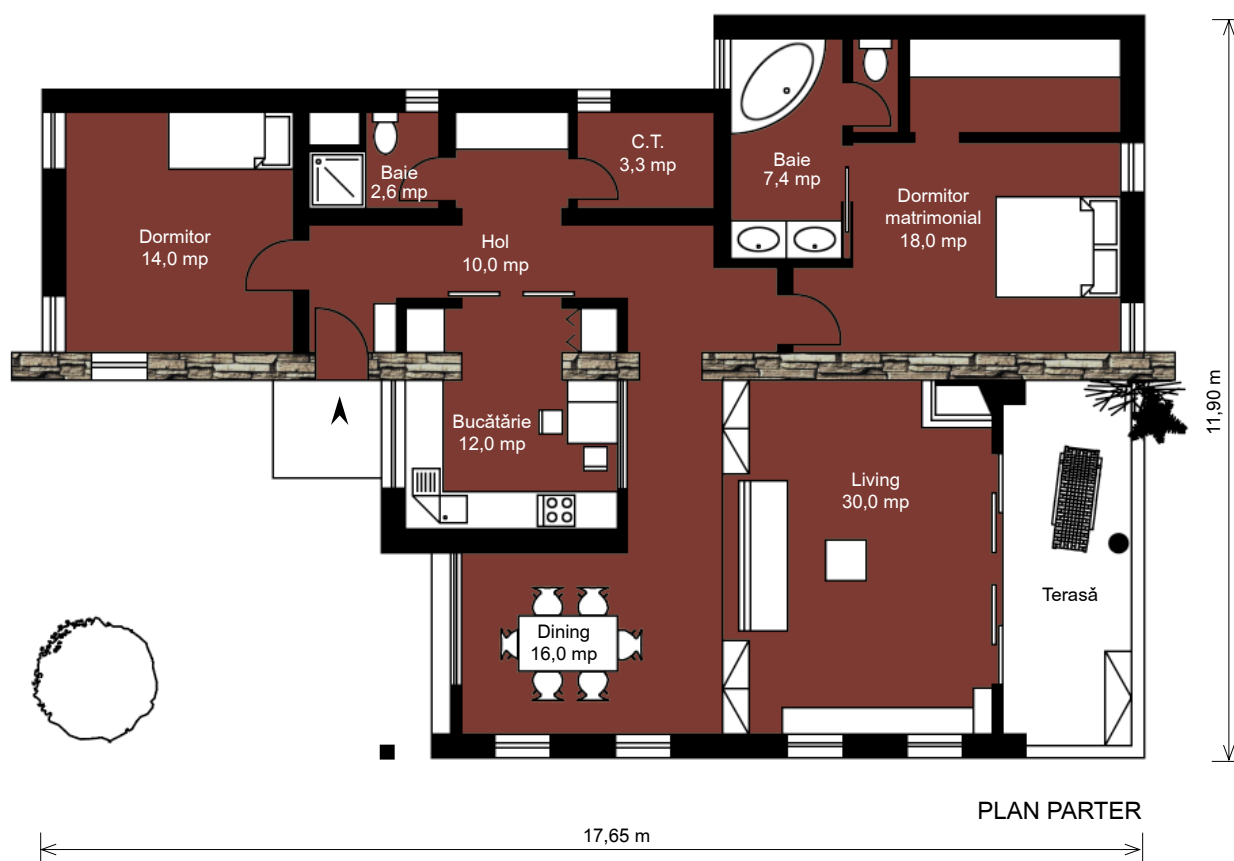 C.T.
3,3 mp
Baie
2,6 mp
Baie
7,4 mp
Dormitor
matrimonial
18,0 mp
Dormitor
14,0 mp
Hol
10,0 mp
Bucătărie
12,0 mp
Living
30,0 mp
11,90 m
Terasă
Dining
16,0 mp
PLAN PARTER
17,65 m